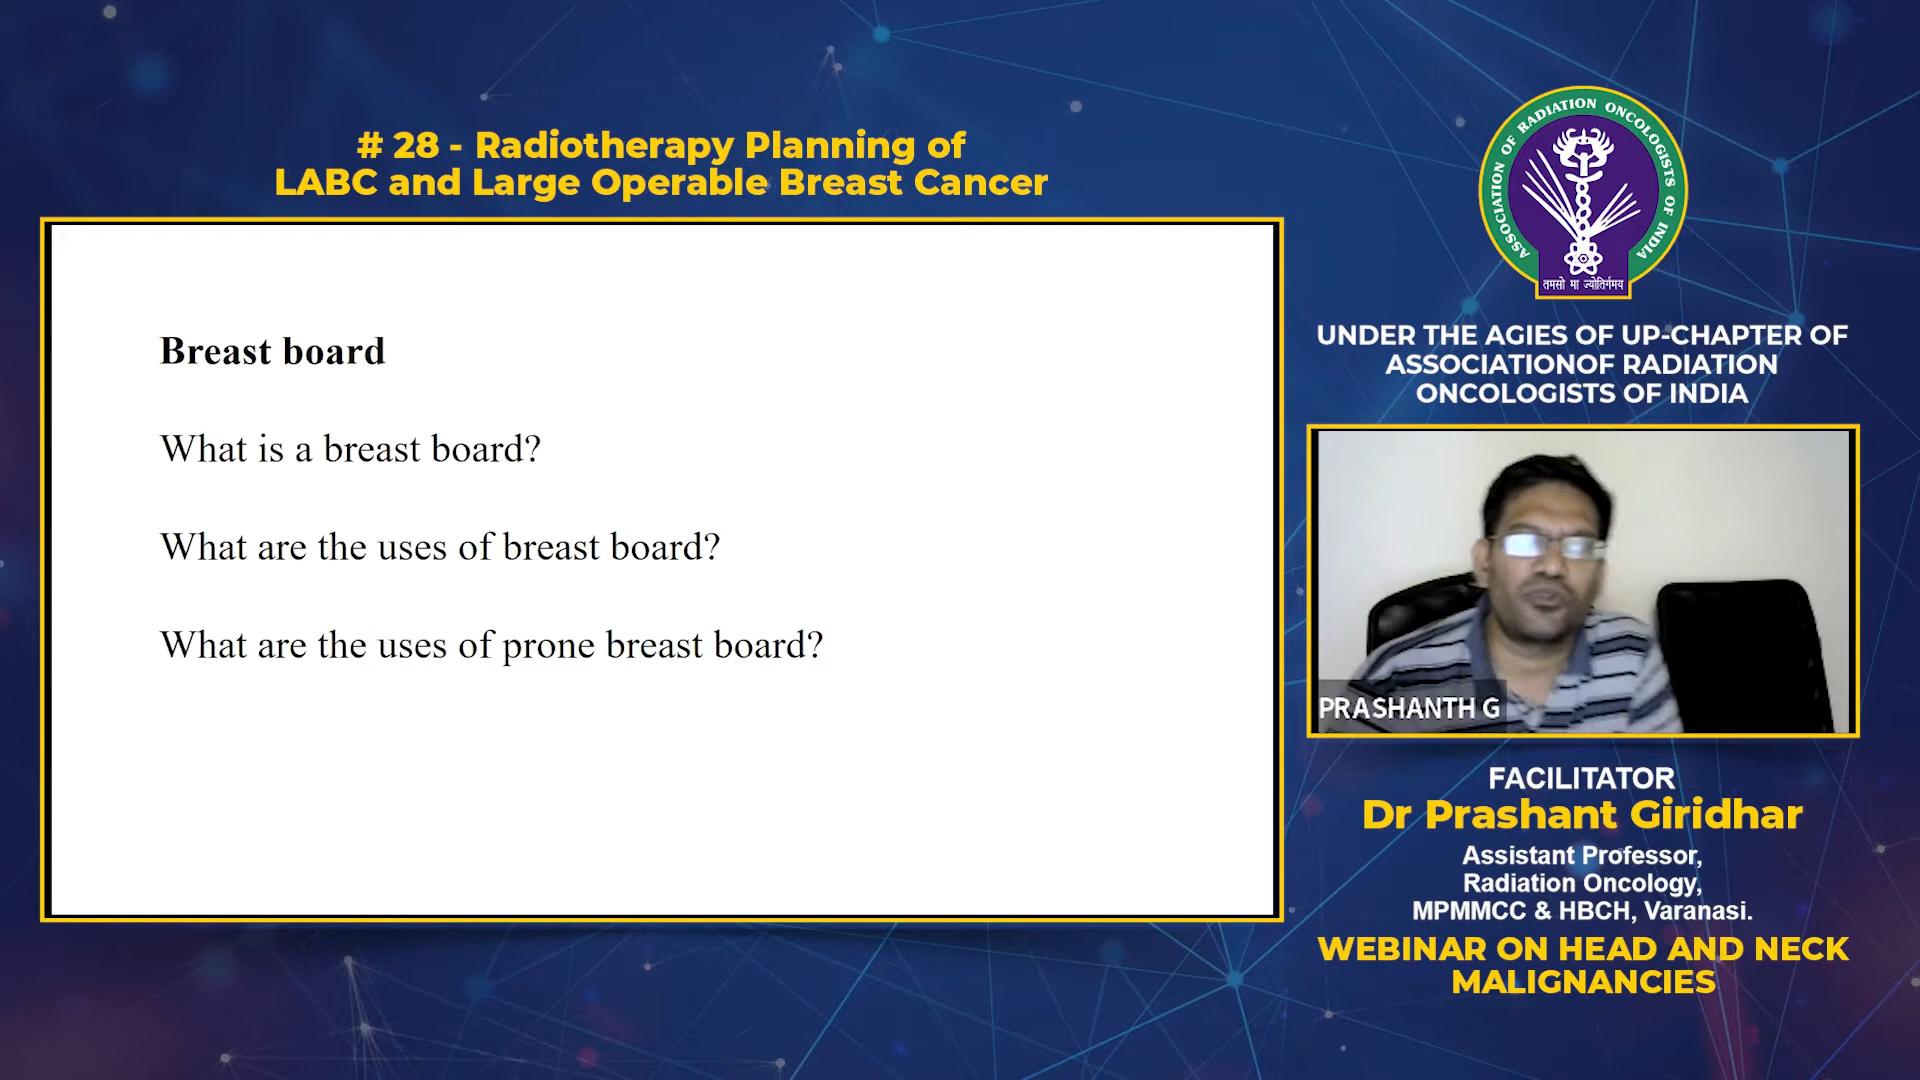 # 28 - Radiotherapy Planning of
LABC and Large Operable Breast Cancer
Breast board
What is a breast board?
What are the uses of breast board?
What are the uses of prone breast board?
ASSOCIATION OF RADIATION ONCOLOGISTS OF INDIA
तमसो मा ज्योतिर्गमय
UNDER THE AGIES OF UP-CHAPTER OF
ASSOCIATIONOF RADIATION
ONCOLOGISTS OF INDIA
PRASHANTH G
FACILITATOR
Dr Prashant Giridhar
Assistant Professor,
Radiation Oncology,
MPMMCC & HBCH, Varanasi.
WEBINAR ON HEAD AND NECK
MALIGNANCIES